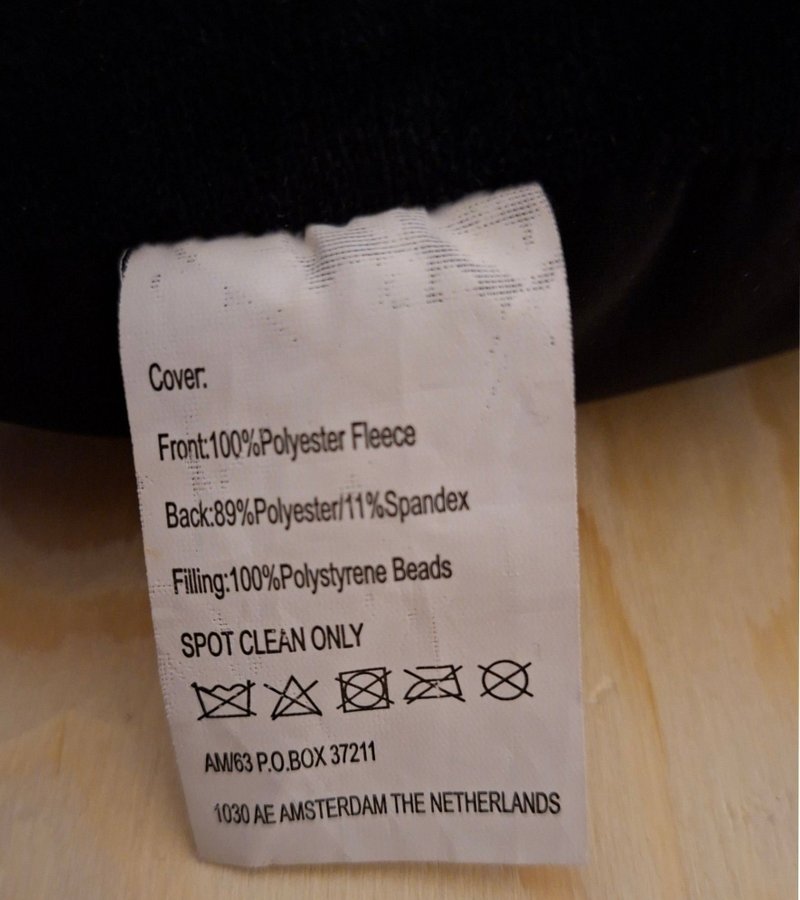 Cover:
Front:100%Polyester Fleece
Back:89%Polyester/11%Spandex
Filling:100%Polystyrene Beads
SPOT CLEAN ONLY
AM/63 P.O.BOX 37211
1030 AE AMSTERDAM THE NETHERLANDS